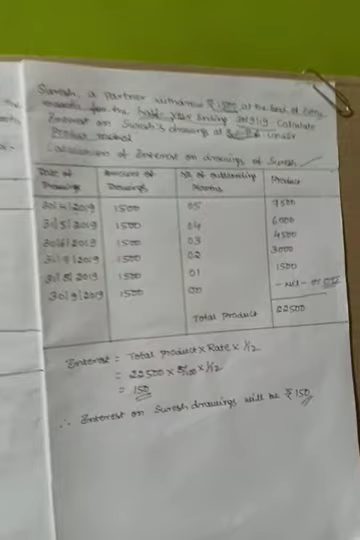 Suresh, a partner withdrew ₹1500 at the end of every
month for the half-year ending 30/9/19. Calculate
Interest on Suresh's drawings at under
Product method
Calculation of Interest on drawings of Suresh
Date of Drawings Amount of Drawings No. of outstanding Months Product
30/4/2019 1500 05 7500
31/5/2019 1500 04 6000
30/6/2019 1500 03 4500
31/7/2019 1500 02 3000
31/8/2019 1500 01 1500
30/9/2019 1500 00 - Nil - or
Total product 22500
Interest = Total product × Rate × 1/12
= 22500 × 8/100 × 1/12
= 150
∴ Interest on Suresh drawings will be ₹150